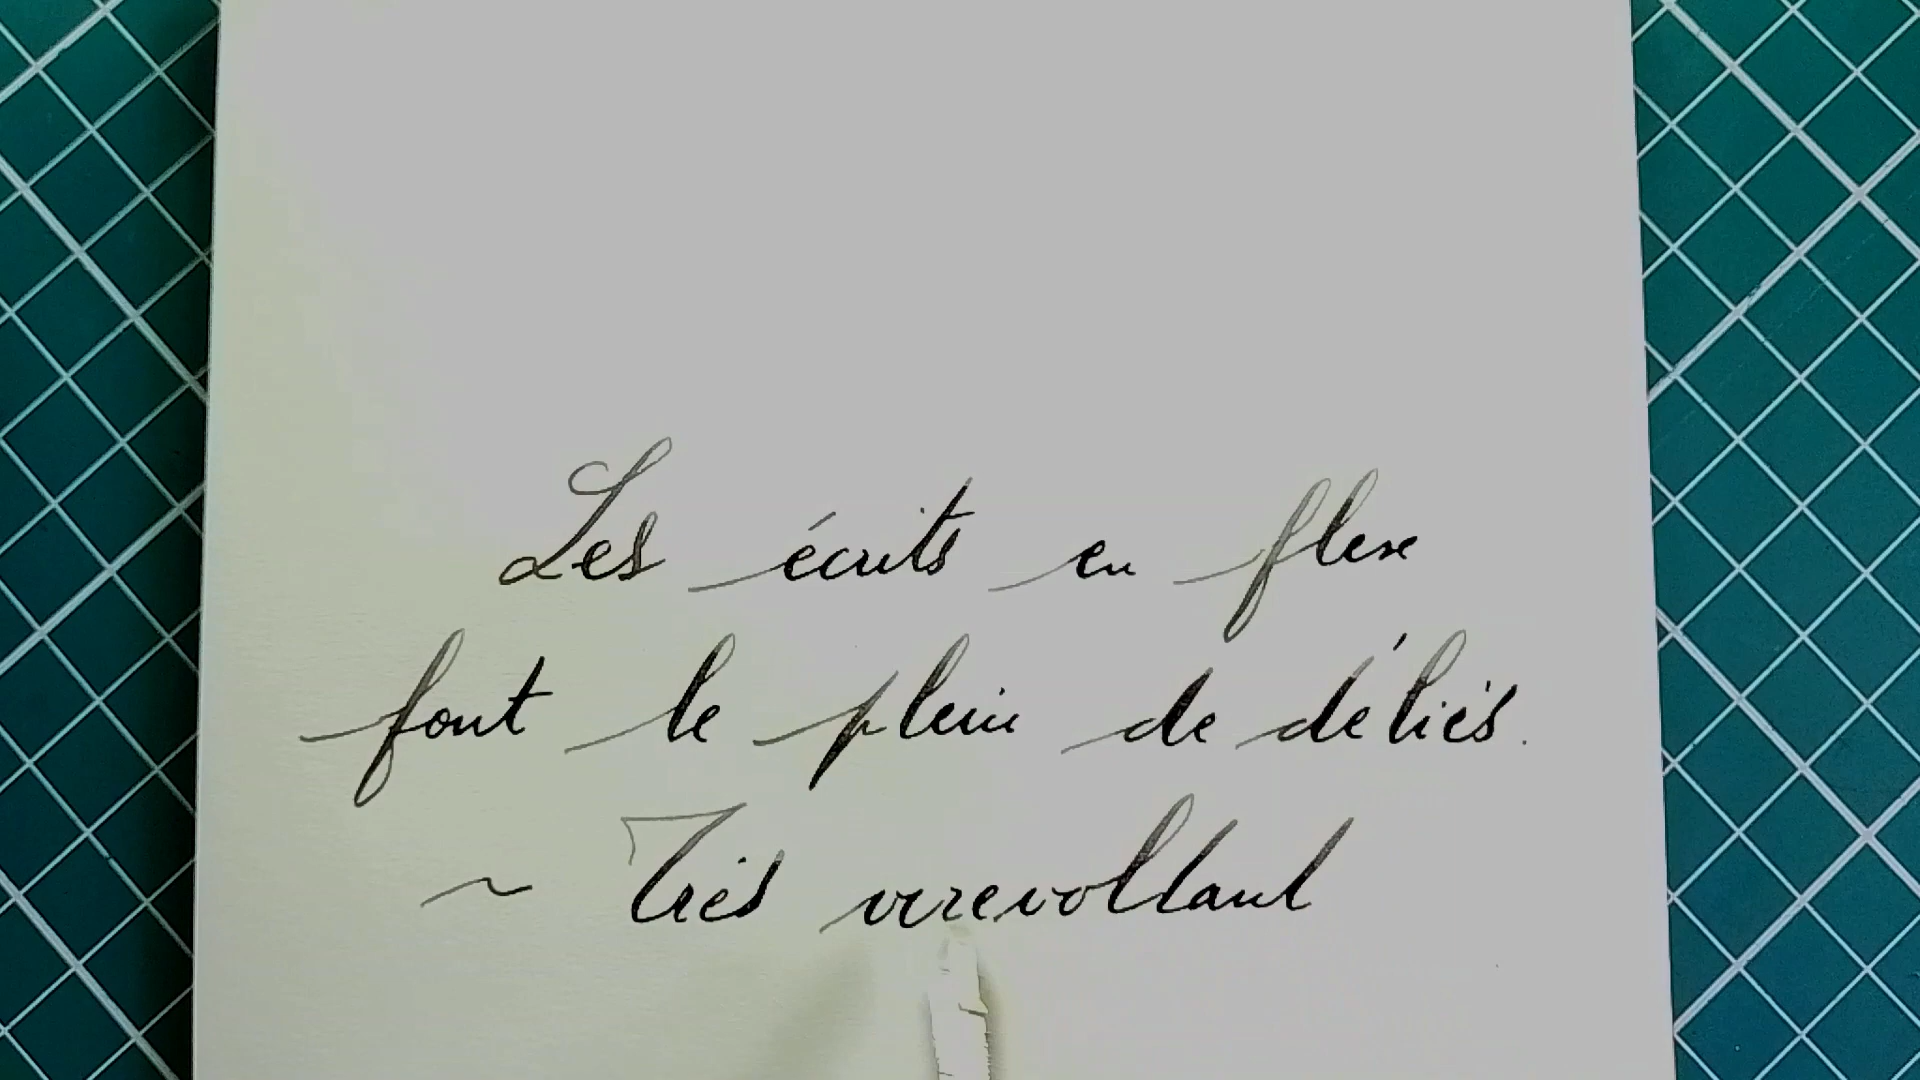 Les écrits en flex
font le plein de déliés.
~ Très virevoltant